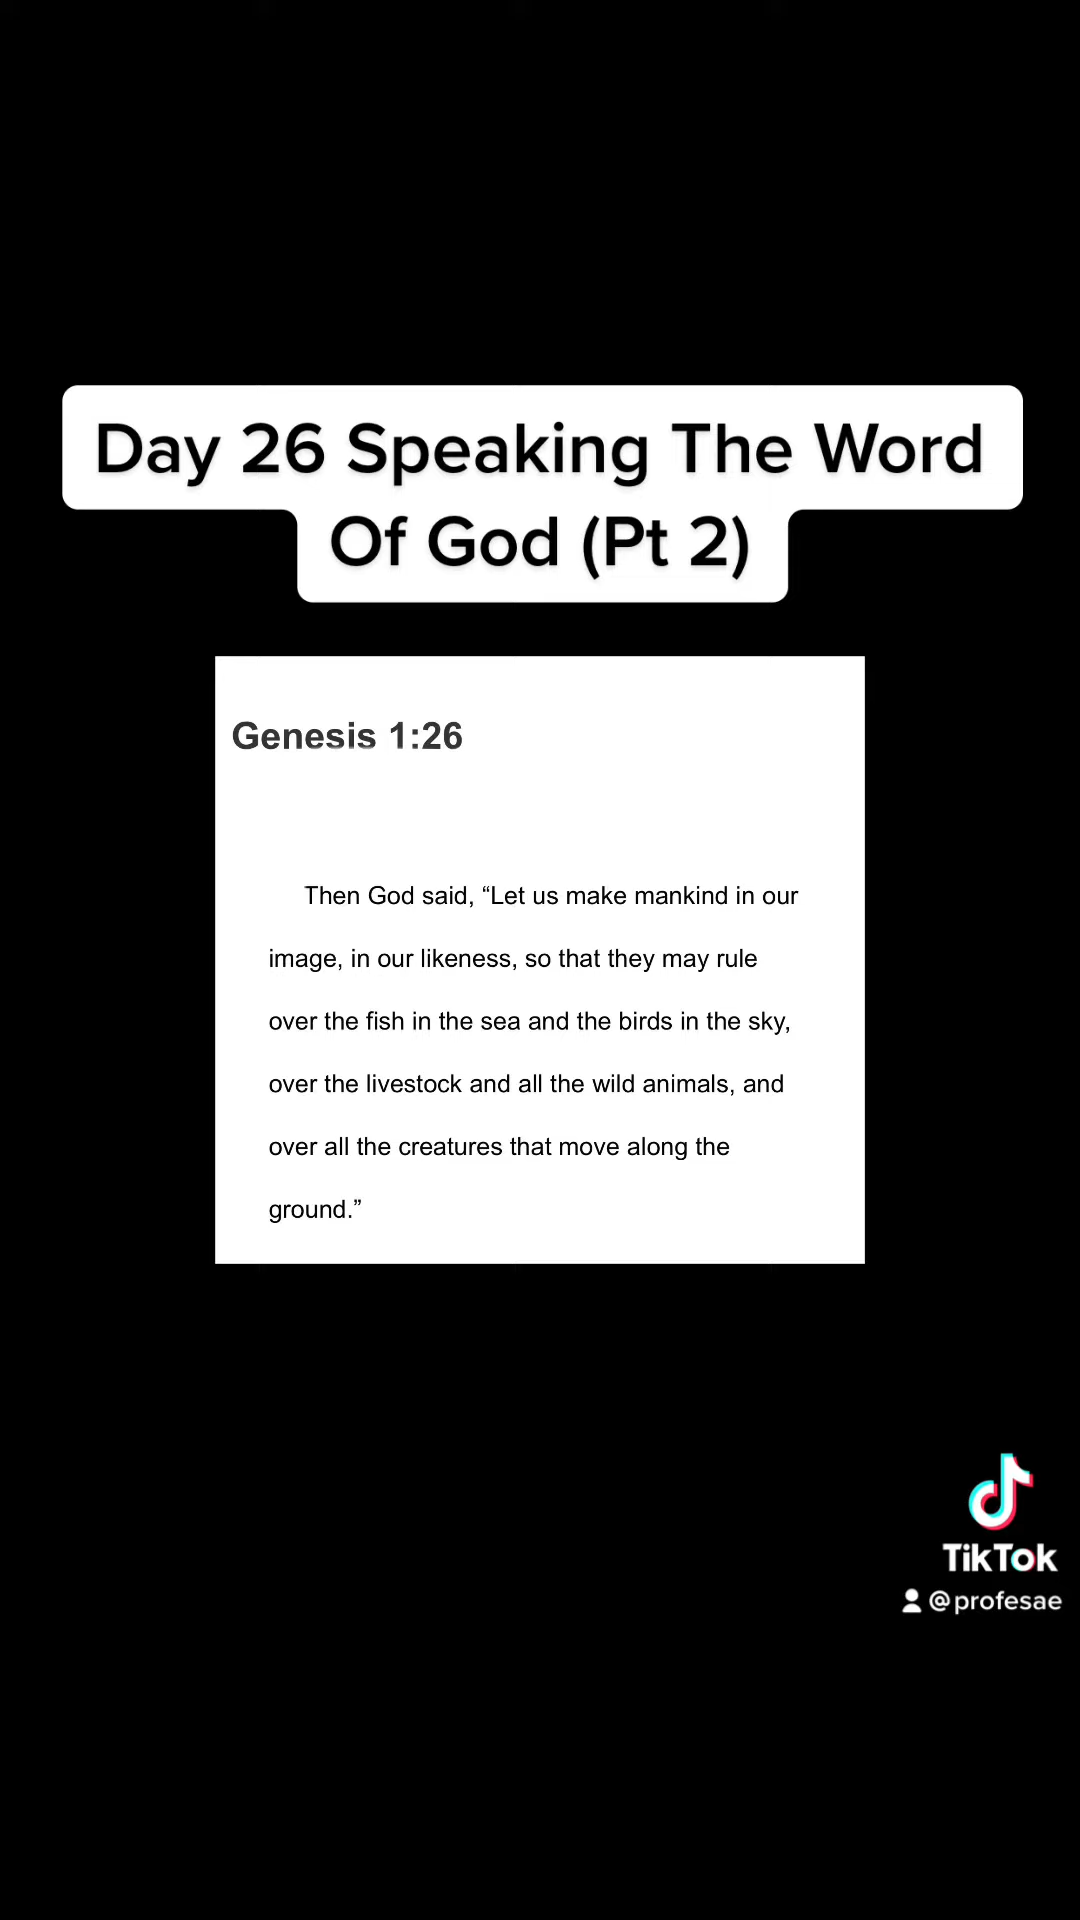 Day 26 Speaking The Word
Of God (Pt 2)
Genesis 1:26
Then God said, “Let us make mankind in our
image, in our likeness, so that they may rule
over the fish in the sea and the birds in the sky,
over the livestock and all the wild animals, and
over all the creatures that move along the
ground.”
TikTok
@profesae